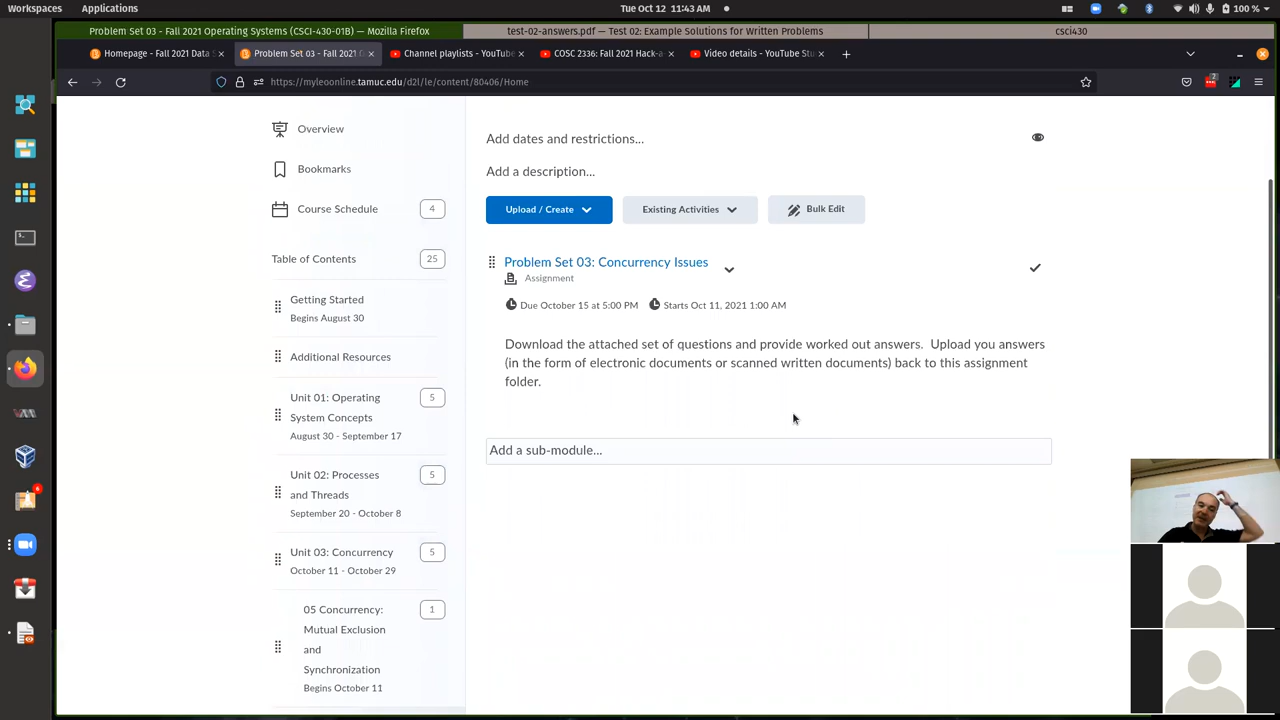 Workspaces Applications Tue Oct 12 11:43 AM 100 %
Problem Set 03 - Fall 2021 Operating Systems (CSCI-430-01B) — Mozilla Firefox
test-02-answers.pdf — Test 02: Example Solutions for Written Problems
csci430
Homepage - Fall 2021 Data S
Problem Set 03 - Fall 2021 O
Channel playlists - YouTube
COSC 2336: Fall 2021 Hack-a
Video details - YouTube Stu
https://myleoonline.tamuc.edu/d2l/le/content/80406/Home
2
Overview
Bookmarks
Course Schedule 4
Table of Contents 25
Getting Started
Begins August 30
Additional Resources
Unit 01: Operating 5
System Concepts
August 30 - September 17
Unit 02: Processes 5
and Threads
September 20 - October 8
Unit 03: Concurrency 5
October 11 - October 29
05 Concurrency: 1
Mutual Exclusion
and
Synchronization
Begins October 11
Add dates and restrictions...
Add a description...
Upload / Create
Existing Activities
Bulk Edit
Problem Set 03: Concurrency Issues
Assignment
Due October 15 at 5:00 PM Starts Oct 11, 2021 1:00 AM
Download the attached set of questions and provide worked out answers. Upload you answers
(in the form of electronic documents or scanned written documents) back to this assignment
folder.
Add a sub-module...